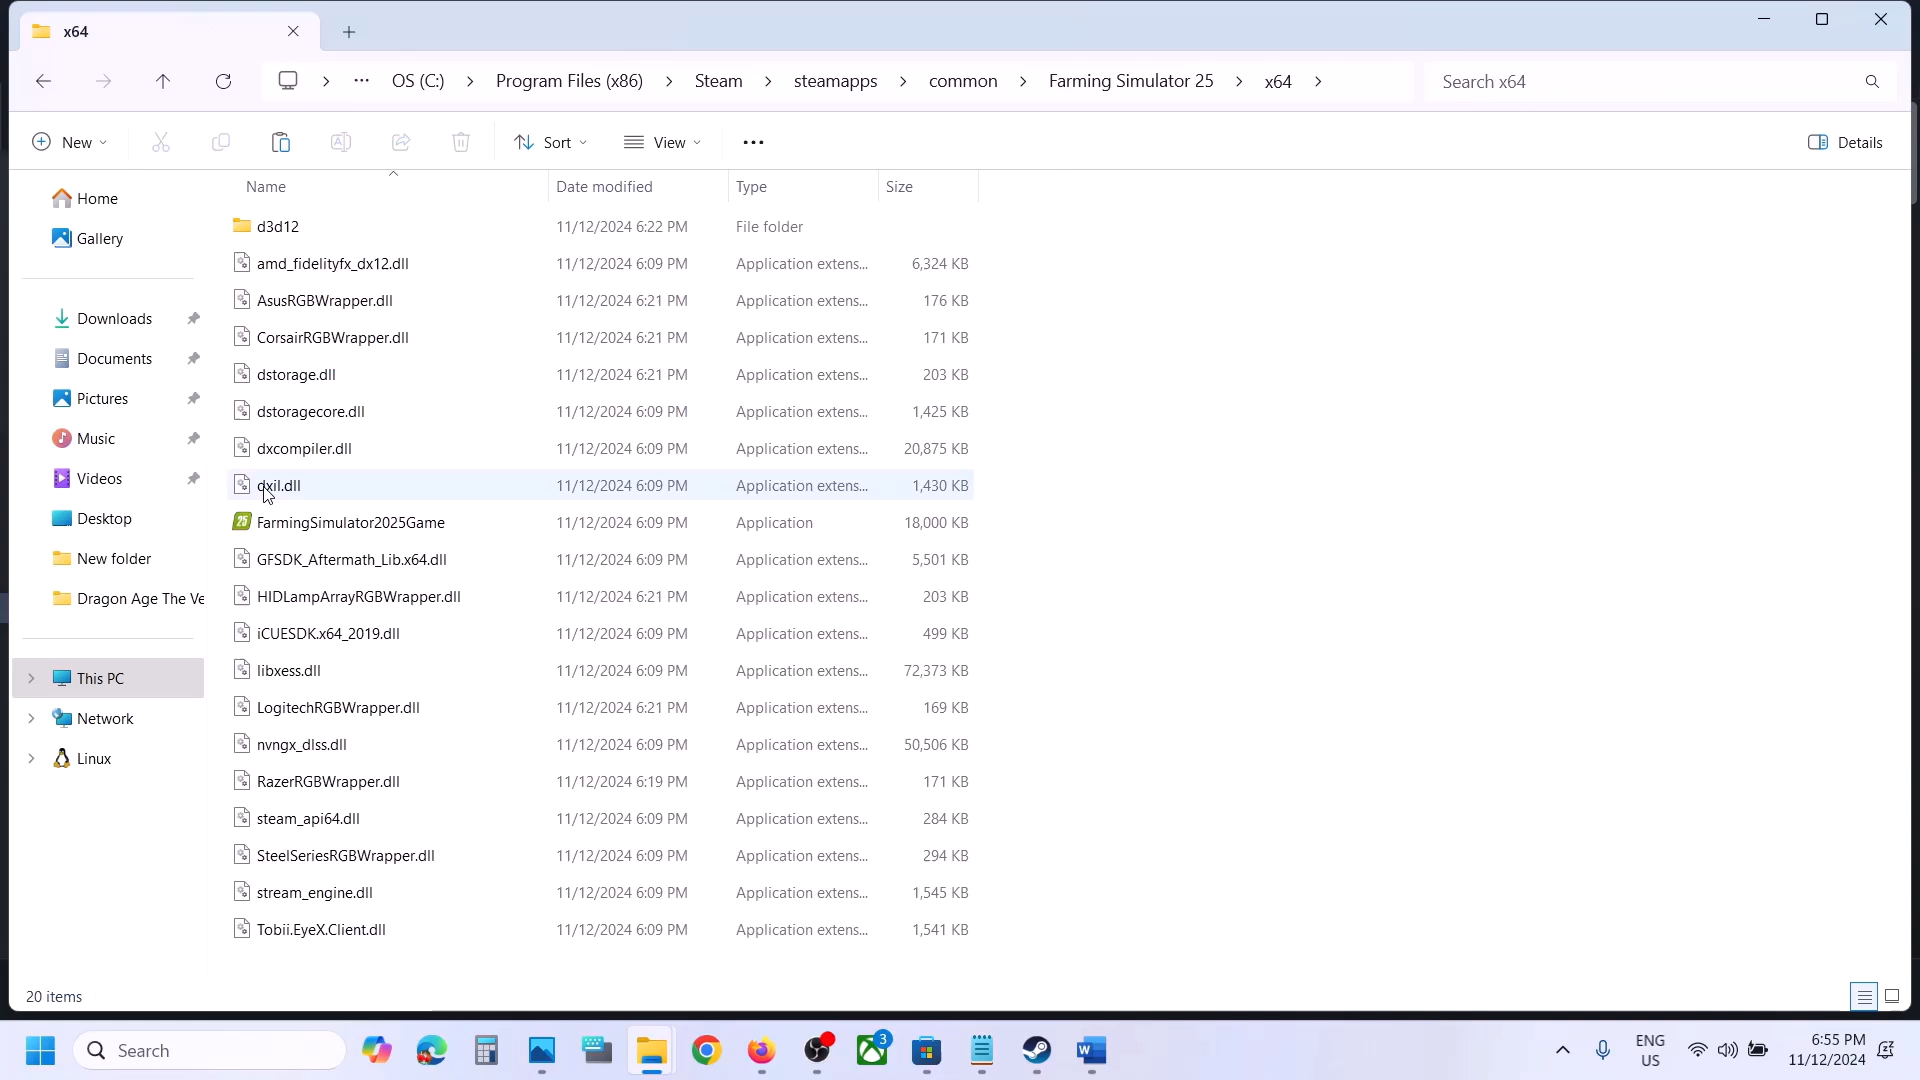 x64
… OS (C:) Program Files (x86) Steam steamapps common Farming Simulator 25 x64
Search x64
New Sort View Details
Name Date modified Type Size
Home
Gallery
Downloads
Documents
Pictures
Music
Videos
Desktop
New folder
Dragon Age The Ve
This PC
Network
Linux
d3d12 11/12/2024 6:22 PM File folder
amd_fidelityfx_dx12.dll 11/12/2024 6:09 PM Application extens... 6,324 KB
AsusRGBWrapper.dll 11/12/2024 6:21 PM Application extens... 176 KB
CorsairRGBWrapper.dll 11/12/2024 6:21 PM Application extens... 171 KB
dstorage.dll 11/12/2024 6:21 PM Application extens... 203 KB
dstoragecore.dll 11/12/2024 6:09 PM Application extens... 1,425 KB
dxcompiler.dll 11/12/2024 6:09 PM Application extens... 20,875 KB
dxil.dll 11/12/2024 6:09 PM Application extens... 1,430 KB
25 FarmingSimulator2025Game 11/12/2024 6:09 PM Application 18,000 KB
GFSDK_Aftermath_Lib.x64.dll 11/12/2024 6:09 PM Application extens... 5,501 KB
HIDLampArrayRGBWrapper.dll 11/12/2024 6:21 PM Application extens... 203 KB
iCUESDK.x64_2019.dll 11/12/2024 6:09 PM Application extens... 499 KB
libxess.dll 11/12/2024 6:09 PM Application extens... 72,373 KB
LogitechRGBWrapper.dll 11/12/2024 6:21 PM Application extens... 169 KB
nvngx_dlss.dll 11/12/2024 6:09 PM Application extens... 50,506 KB
RazerRGBWrapper.dll 11/12/2024 6:19 PM Application extens... 171 KB
steam_api64.dll 11/12/2024 6:09 PM Application extens... 284 KB
SteelSeriesRGBWrapper.dll 11/12/2024 6:09 PM Application extens... 294 KB
stream_engine.dll 11/12/2024 6:09 PM Application extens... 1,545 KB
Tobii.EyeX.Client.dll 11/12/2024 6:09 PM Application extens... 1,541 KB
20 items
Search 3 W ENG 6:55 PM
US 11/12/2024